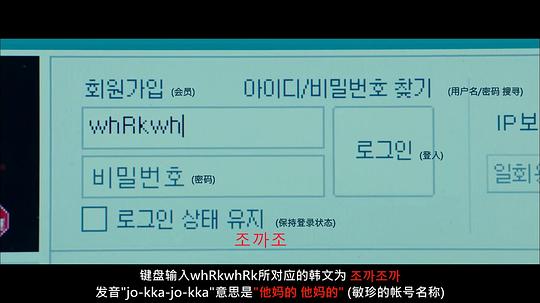 회원가입 (会员) 아이디/비밀번호 찾기 (用户名/密码 搜寻)
whRkwh
IP보
로그인 (登入)
비밀번호 (密码)
일회용
로그인 상태 유지 (保持登录状态)
조까조
键盘输入whRkwhRk所对应的韩文为 조까조까
发音"jo-kka-jo-kka"意思是"他妈的 他妈的" (敏珍的帐号名称)